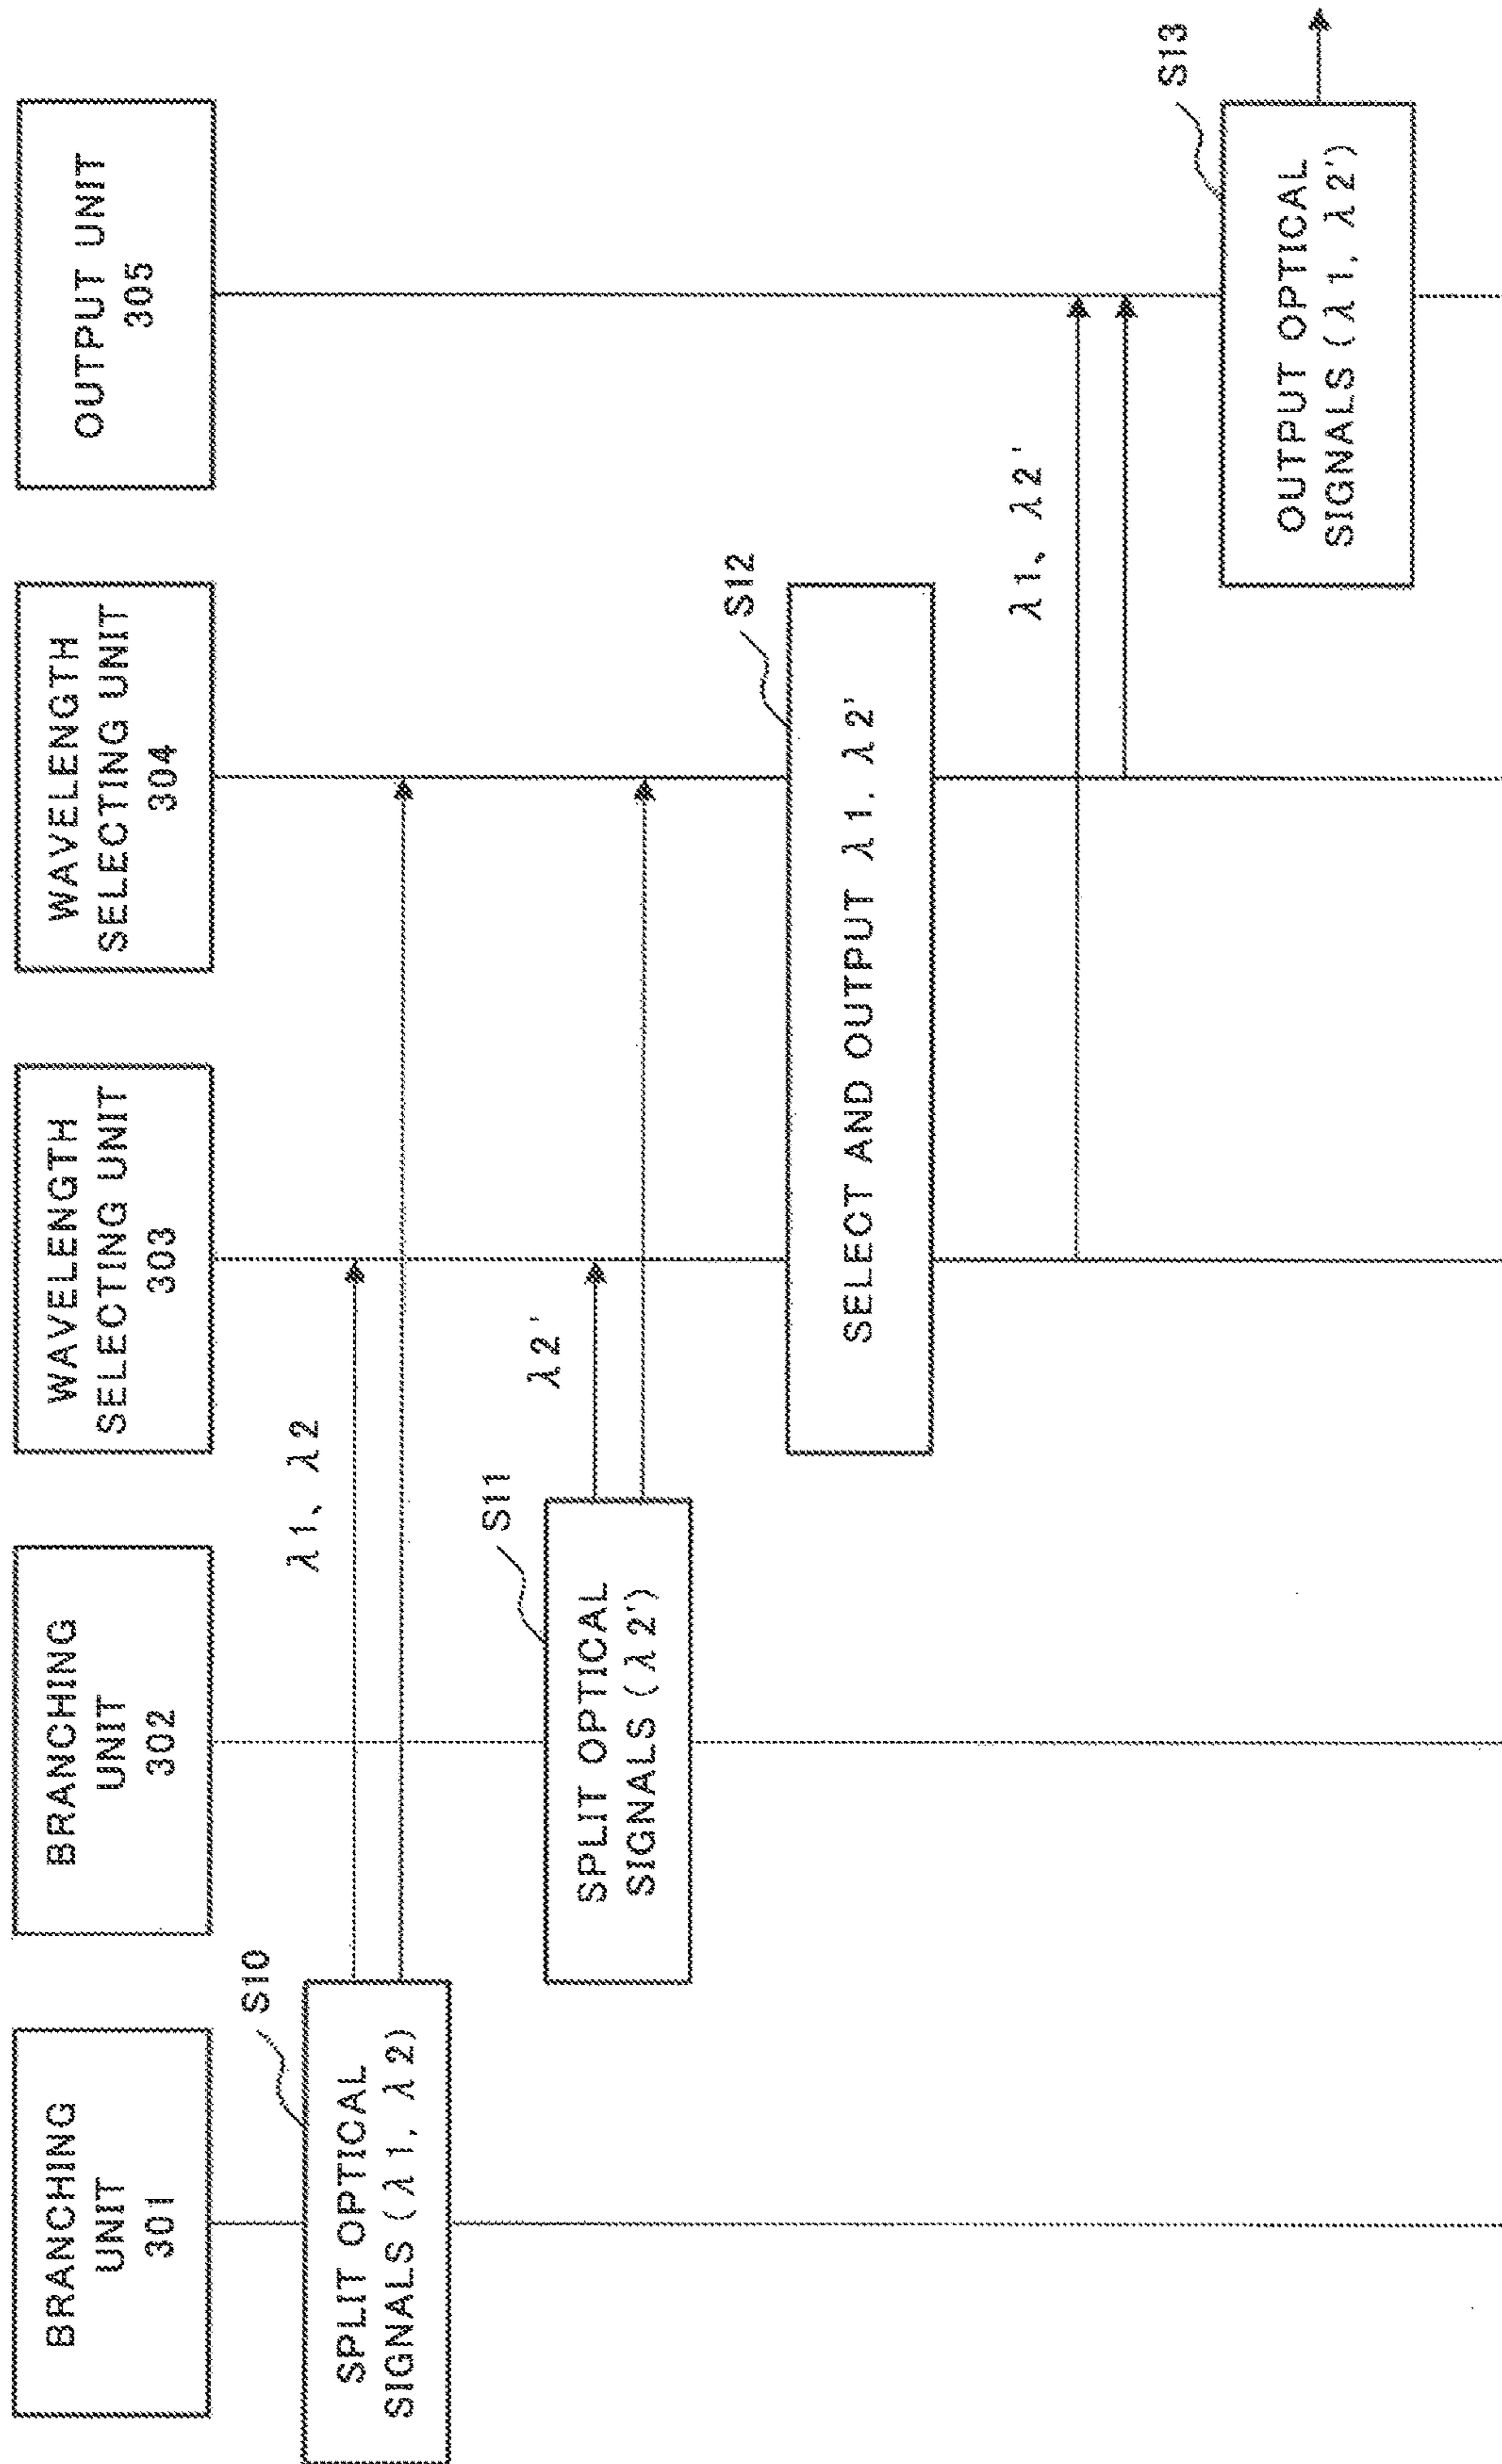 BRANCHING
UNIT
301
BRANCHING
UNIT
302
WAVELENGTH
SELECTING UNIT
303
WAVELENGTH
SELECTING UNIT
304
OUTPUT UNIT
305
S10
SPLIT OPTICAL
SIGNALS (λ1, λ2)
λ1、λ2
S11
SPLIT OPTICAL
SIGNALS (λ2')
λ2'
S12
SELECT AND OUTPUT λ1, λ2'
λ1、λ2'
S13
OUTPUT OPTICAL
SIGNALS (λ1, λ2')